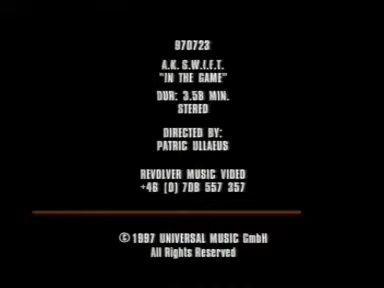 970723
A.K. S.W.I.F.T.
"IN THE GAME"
DUR: 3.58 MIN.
STEREO
DIRECTED BY:
PATRIC ULLAEUS
REVOLVER MUSIC VIDEO
+46 (0) 708 557 357
© 1997 UNIVERSAL MUSIC GmbH
All Rights Reserved